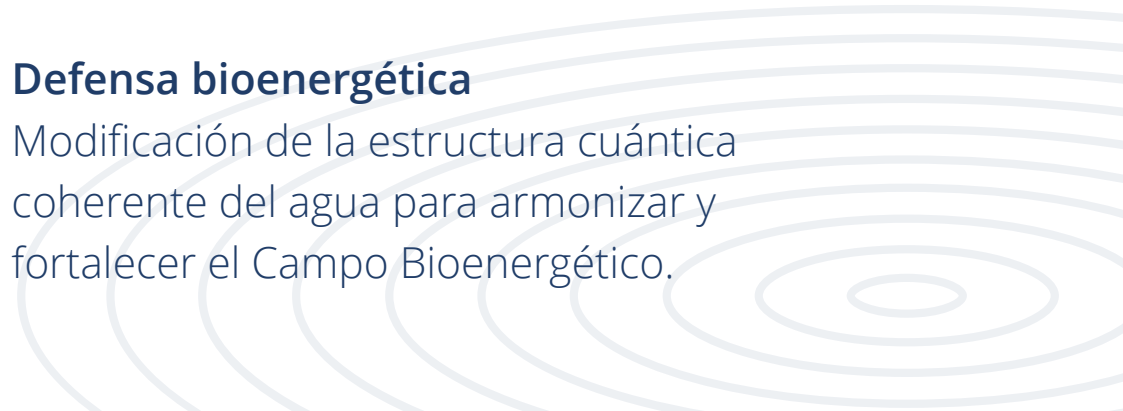 Defensa bioenergética
Modificación de la estructura cuántica
coherente del agua para armonizar y
fortalecer el Campo Bioenergético.